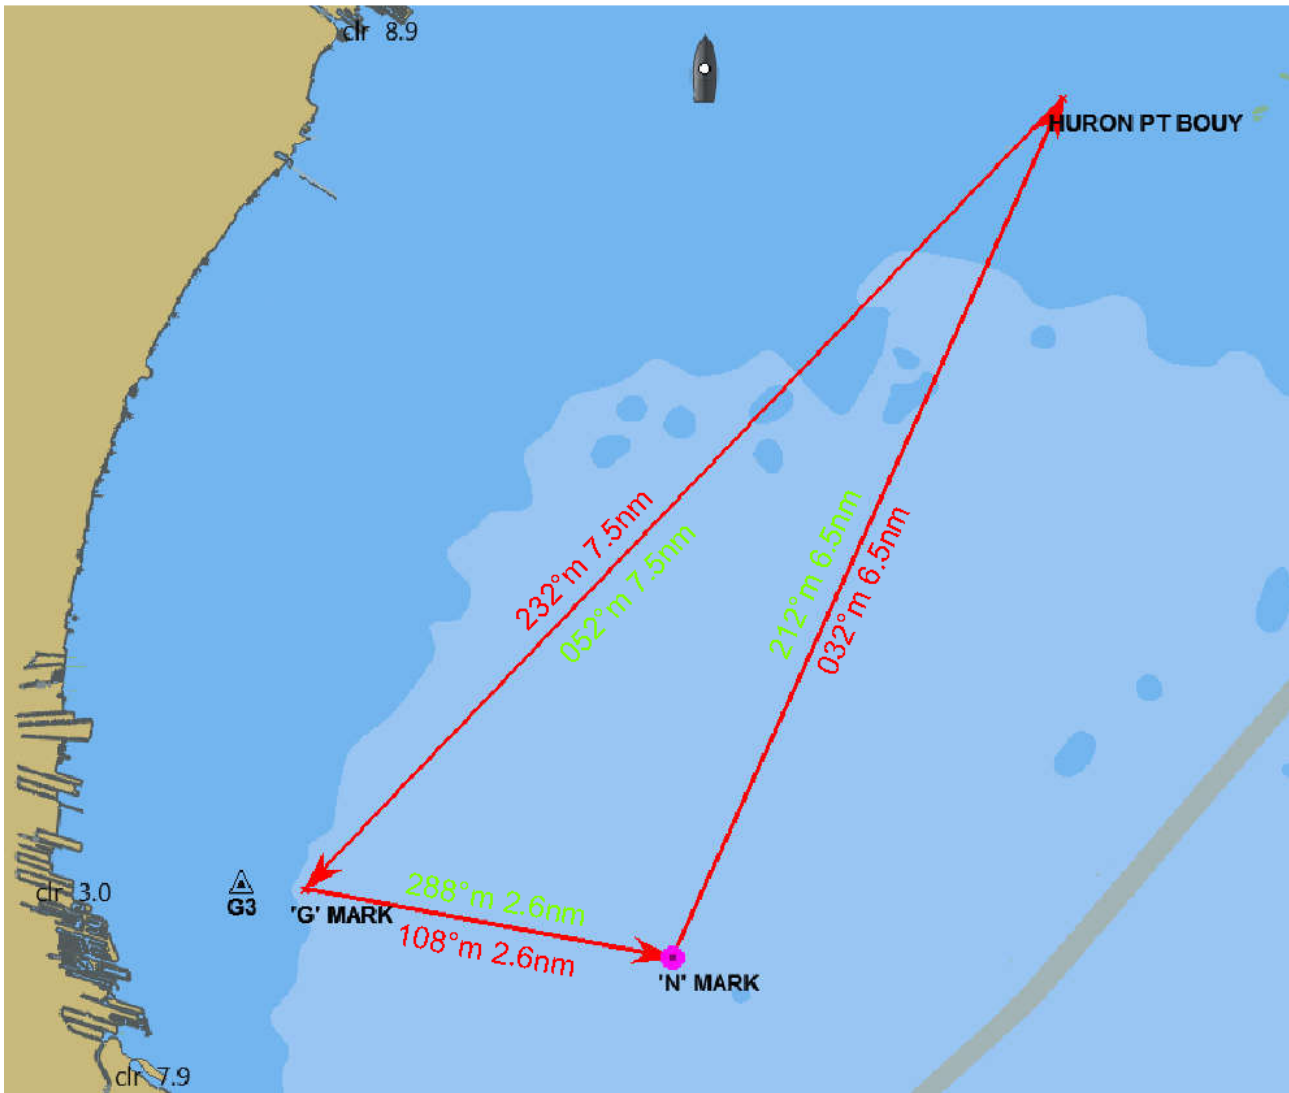 clr 8.9
HURON PT BOUY
232°m 7.5nm
052°m 7.5nm
212°m 6.5nm
032°m 6.5nm
G3
clr 3.0
'G' MARK
288°m 2.6nm
108°m 2.6nm
'N' MARK
clr 7.9